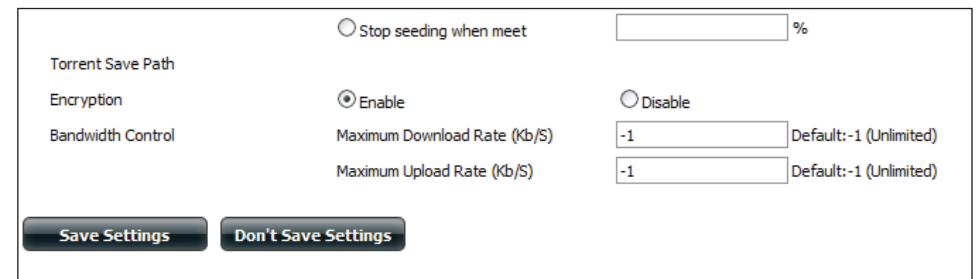 Stop seeding when meet %
Torrent Save Path
Encryption Enable Disable
Bandwidth Control Maximum Download Rate (Kb/S) -1 Default:-1 (Unlimited)
Maximum Upload Rate (Kb/S) -1 Default:-1 (Unlimited)
Save Settings Don't Save Settings